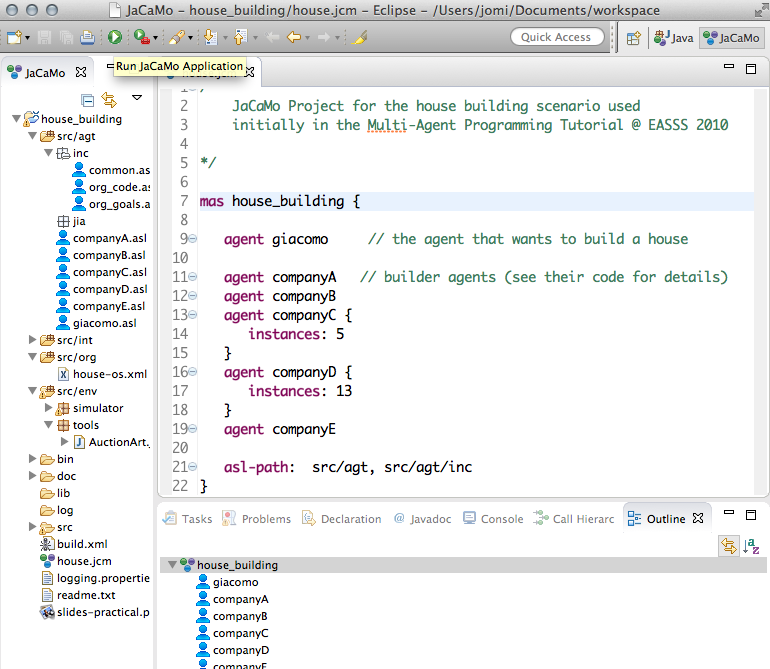 JaCaMo - house_building/house.jcm - Eclipse - /Users/jomi/Documents/workspace
Quick Access
Java
JaCaMo
JaCaMo
Run JaCaMo Application
house_building
src/agt
inc
common.as
org_code.as
org_goals.a
jia
companyA.asl
companyB.asl
companyC.asl
companyD.asl
companyE.asl
giacomo.asl
src/int
src/org
house-os.xml
src/env
simulator
tools
AuctionArt.
bin
doc
lib
log
src
build.xml
house.jcm
logging.propertie
readme.txt
slides-practical.p
2 JaCaMo Project for the house building scenario used
3 initially in the Multi-Agent Programming Tutorial @ EASSS 2010
4
5 */
6
7 mas house_building {
8
9 agent giacomo // the agent that wants to build a house
10
11 agent companyA // builder agents (see their code for details)
12 agent companyB
13 agent companyC {
14 instances: 5
15 }
16 agent companyD {
17 instances: 13
18 }
19 agent companyE
20
21 asl-path: src/agt, src/agt/inc
22 }
Tasks
Problems
Declaration
@ Javadoc
Console
Call Hierarc
Outline
house_building
giacomo
companyA
companyB
companyC
companyD